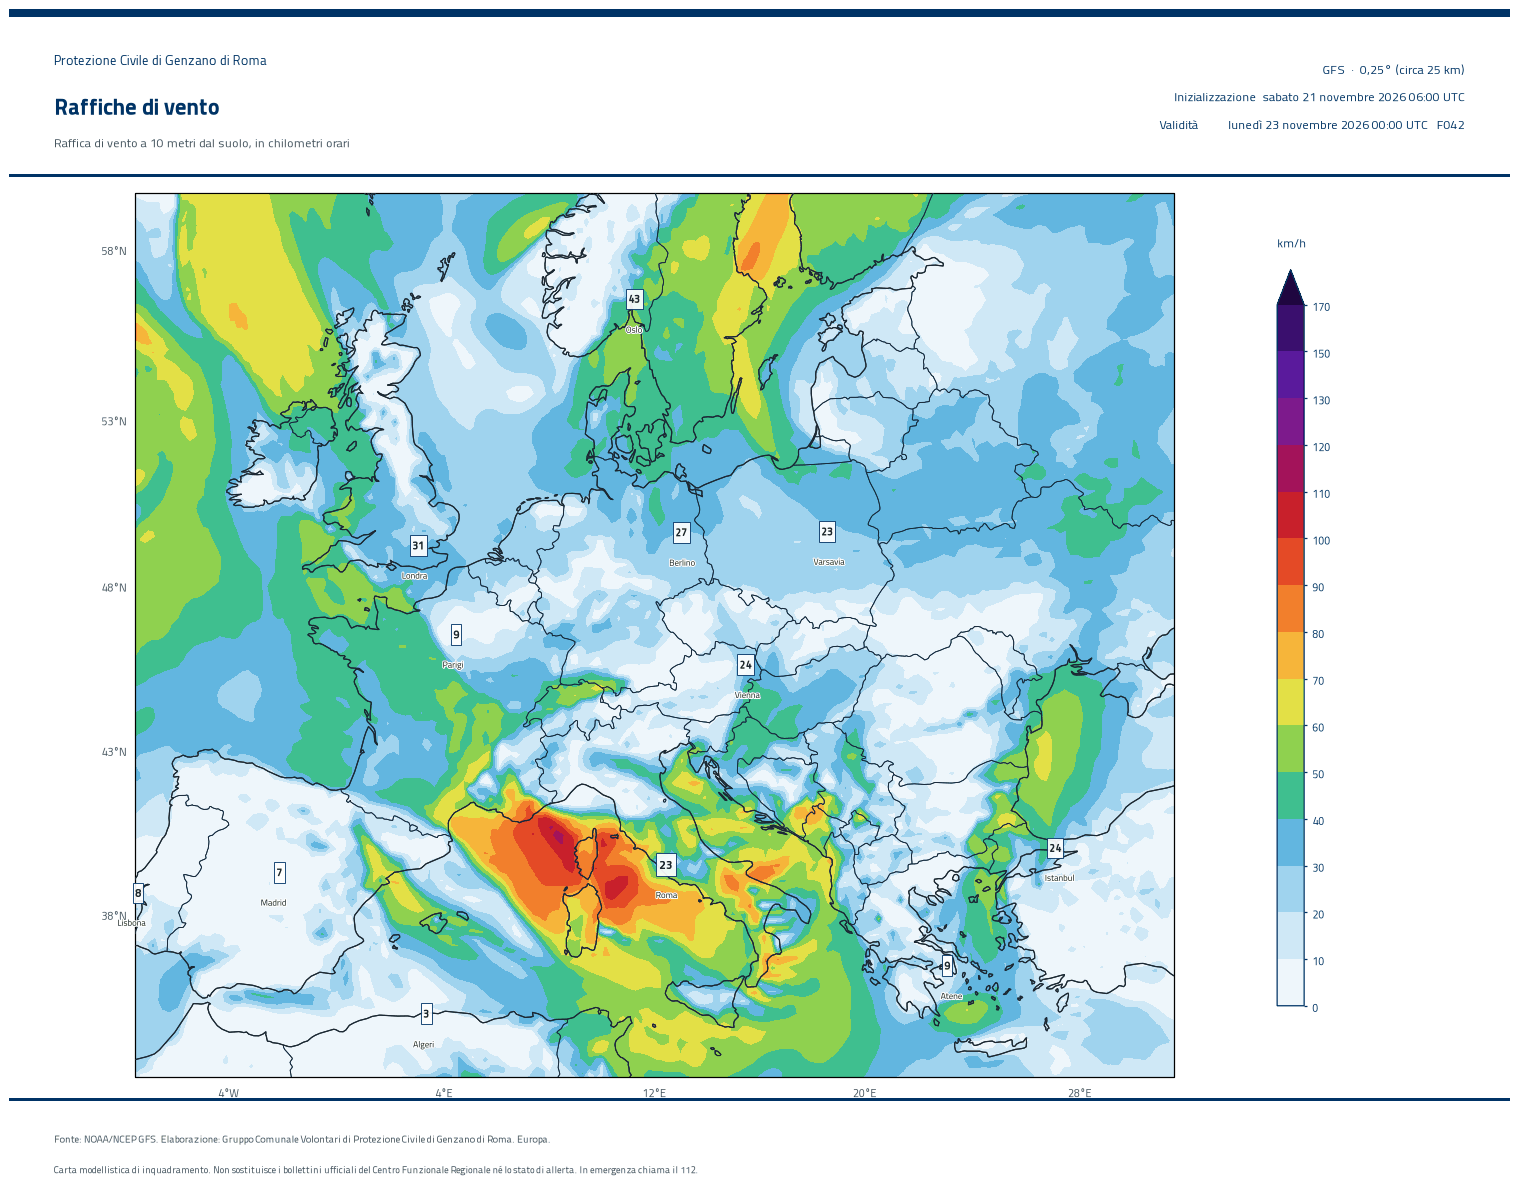 Protezione Civile di Genzano di Roma
Raffiche di vento
Raffica di vento a 10 metri dal suolo, in chilometri orari
GFS · 0,25° (circa 25 km)
Inizializzazione sabato 21 novembre 2026 06:00 UTC
Validità lunedì 23 novembre 2026 00:00 UTC F042
km/h
170
150
130
120
110
100
90
80
70
60
50
40
30
20
10
0
58°N
53°N
48°N
43°N
38°N
4°W
4°E
12°E
20°E
28°E
43
Oslo
31
Londra
27
Berlino
23
Varsavia
9
Parigi
24
Vienna
7
Madrid
8
Lisbona
23
Roma
24
Istanbul
9
Atene
3
Algeri
Fonte: NOAA/NCEP GFS. Elaborazione: Gruppo Comunale Volontari di Protezione Civile di Genzano di Roma. Europa.
Carta modellistica di inquadramento. Non sostituisce i bollettini ufficiali del Centro Funzionale Regionale né lo stato di allerta. In emergenza chiama il 112.